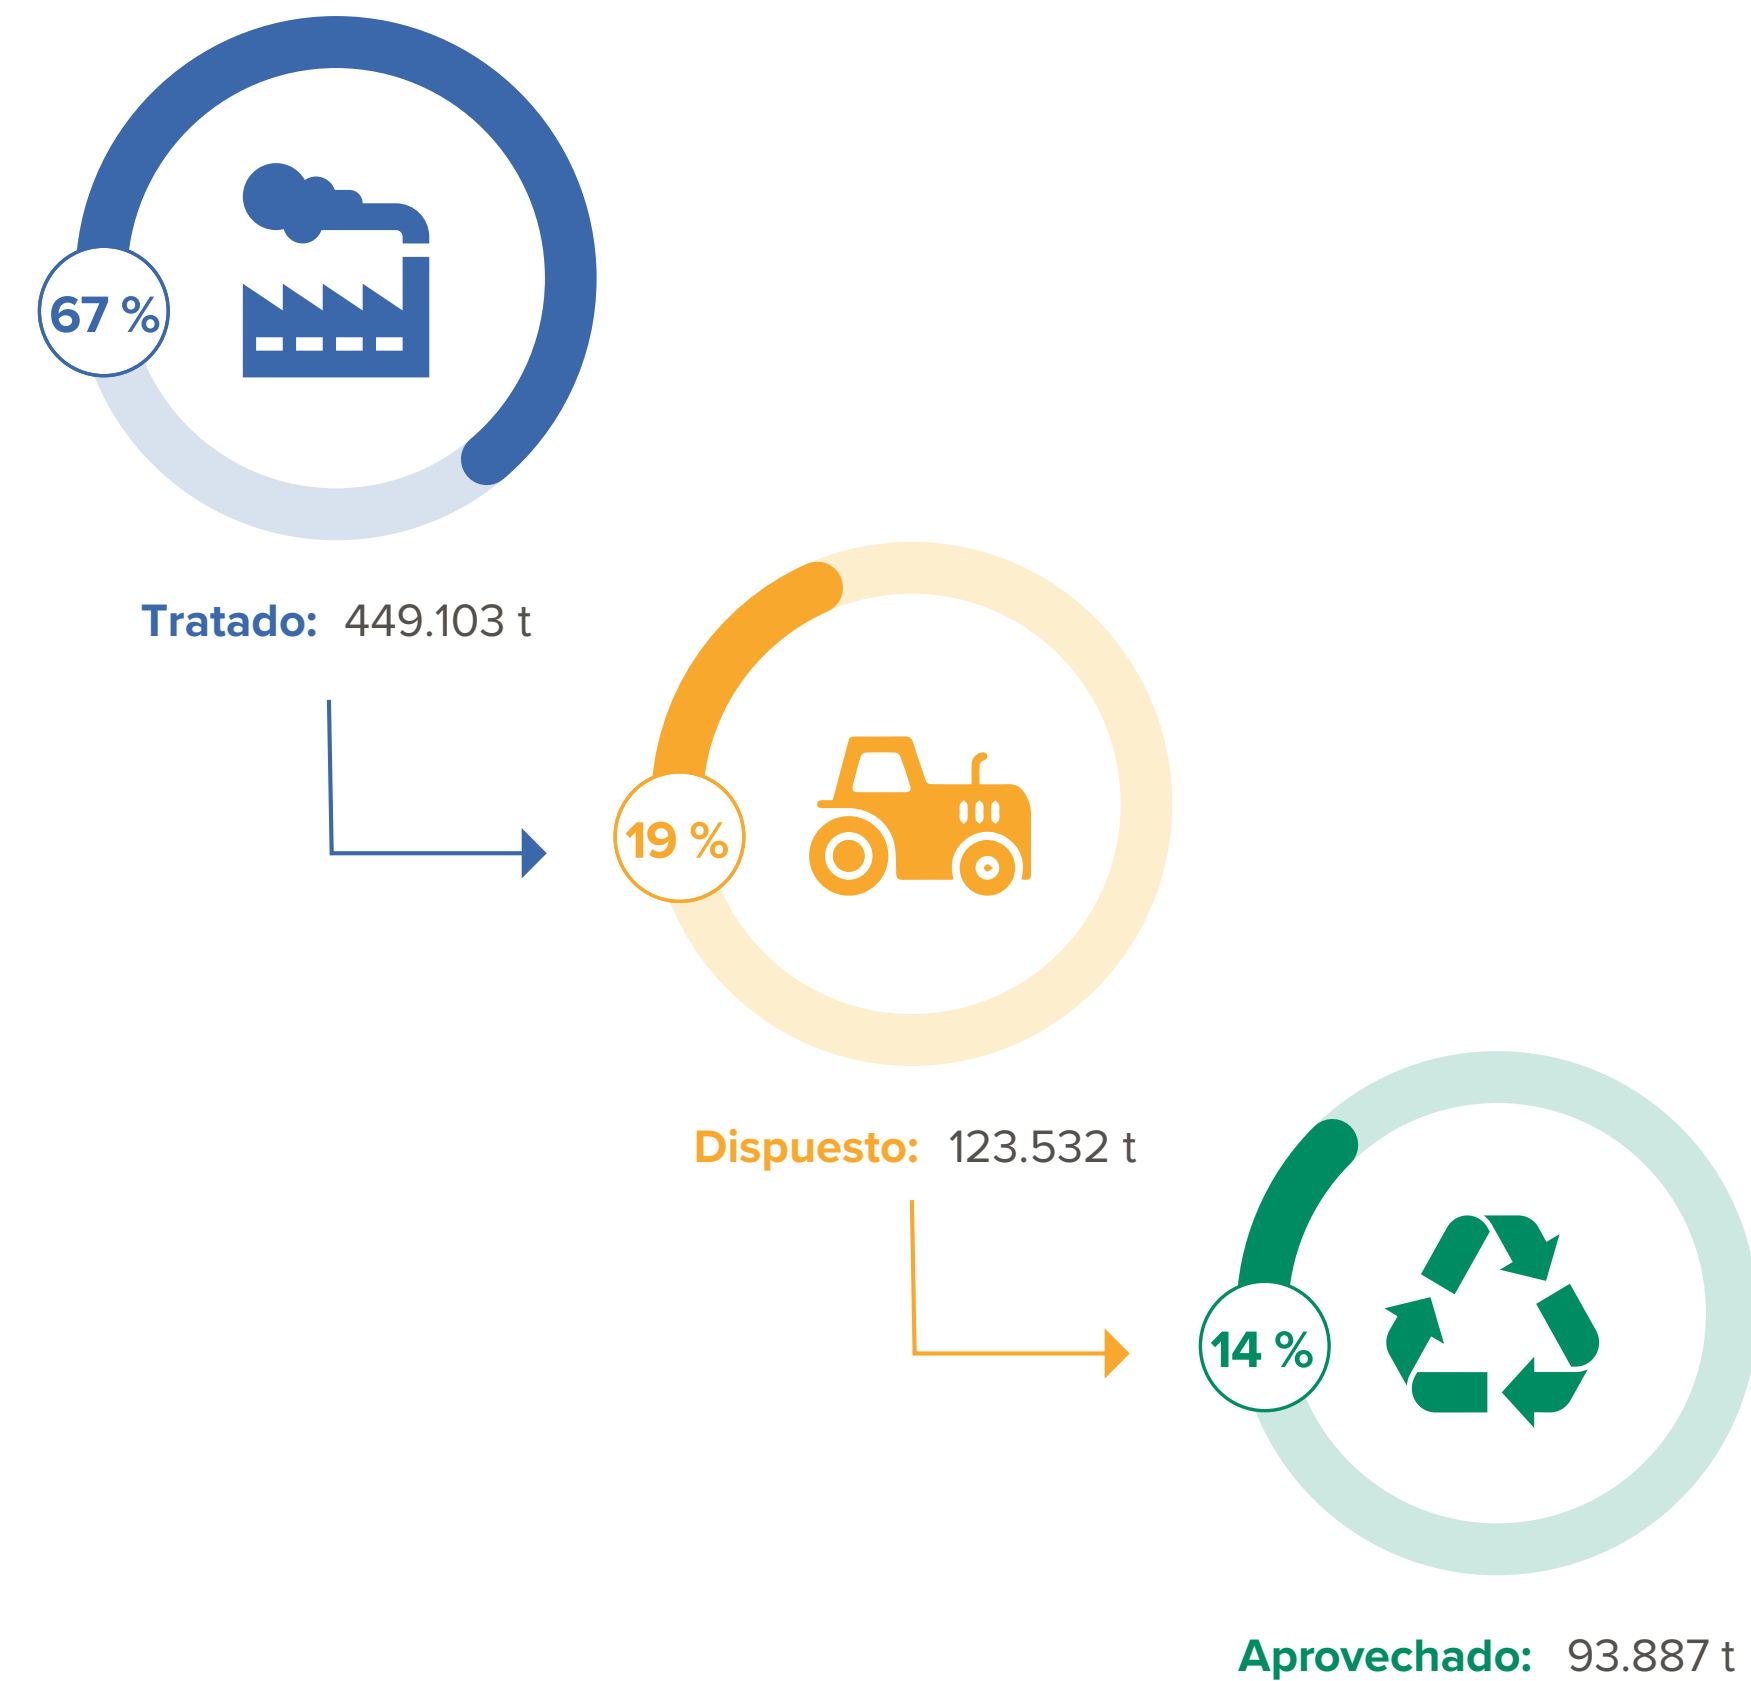 67 %
Tratado: 449.103 t
19 %
Dispuesto: 123.532 t
14 %
Aprovechado: 93.887 t